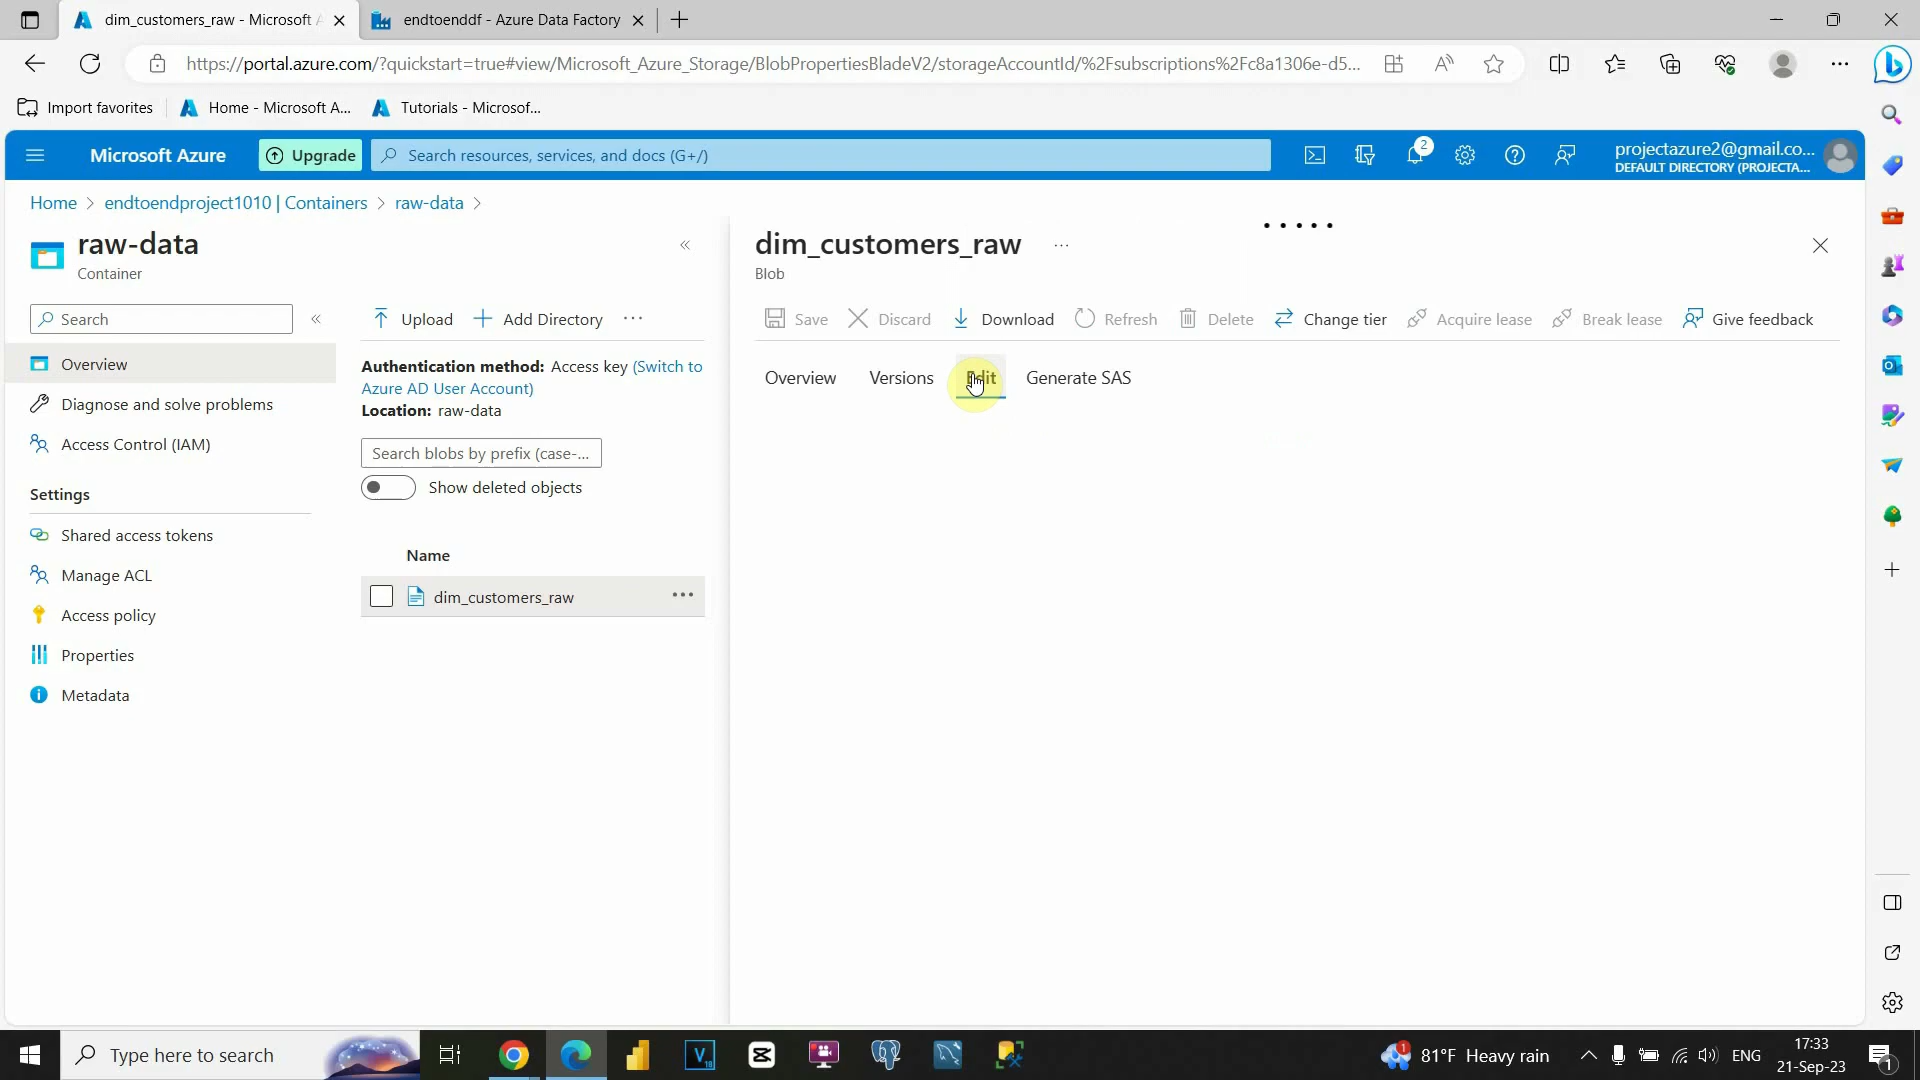 dim_customers_raw - Microsoft A
endtoenddf - Azure Data Factory
https://portal.azure.com/?quickstart=true#view/Microsoft_Azure_Storage/BlobPropertiesBladeV2/storageAccountId/%2Fsubscriptions%2Fc8a1306e-d5...
Import favorites
Home - Microsoft A...
Tutorials - Microsof...
Microsoft Azure
Upgrade
Search resources, services, and docs (G+/)
2
projectazure2@gmail.co...
DEFAULT DIRECTORY (PROJECTA...
Home > endtoendproject1010 | Containers > raw-data >
raw-data
Container
Search
Overview
Diagnose and solve problems
Access Control (IAM)
Settings
Shared access tokens
Manage ACL
Access policy
Properties
Metadata
Upload
Add Directory
...
Authentication method: Access key (Switch to
Azure AD User Account)
Location: raw-data
Search blobs by prefix (case-...
Show deleted objects
Name
dim_customers_raw
...
dim_customers_raw
...
Blob
Save
Discard
Download
Refresh
Delete
Change tier
Acquire lease
Break lease
Give feedback
Overview
Versions
Edit
Generate SAS
Type here to search
1
81°F Heavy rain
ENG
17:33
21-Sep-23
1